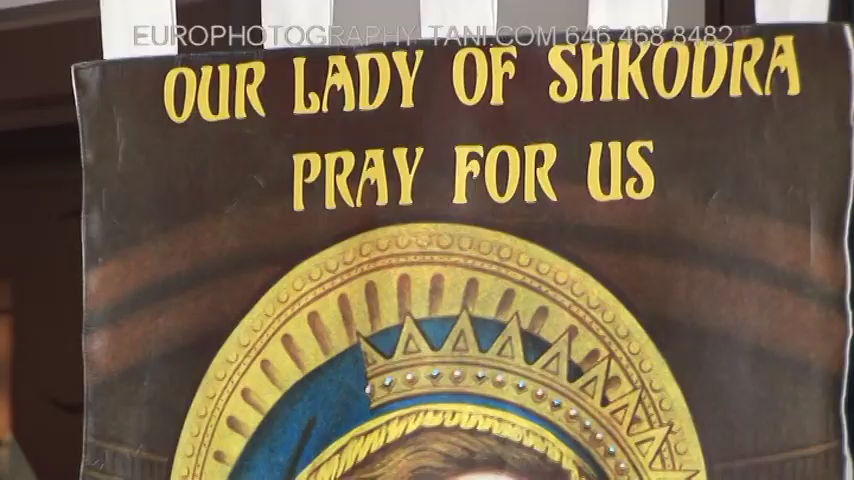 EUROPHOTOGRAPHY-TANI.COM 646 468 8482
OUR LADY OF SHKODRA
PRAY FOR US